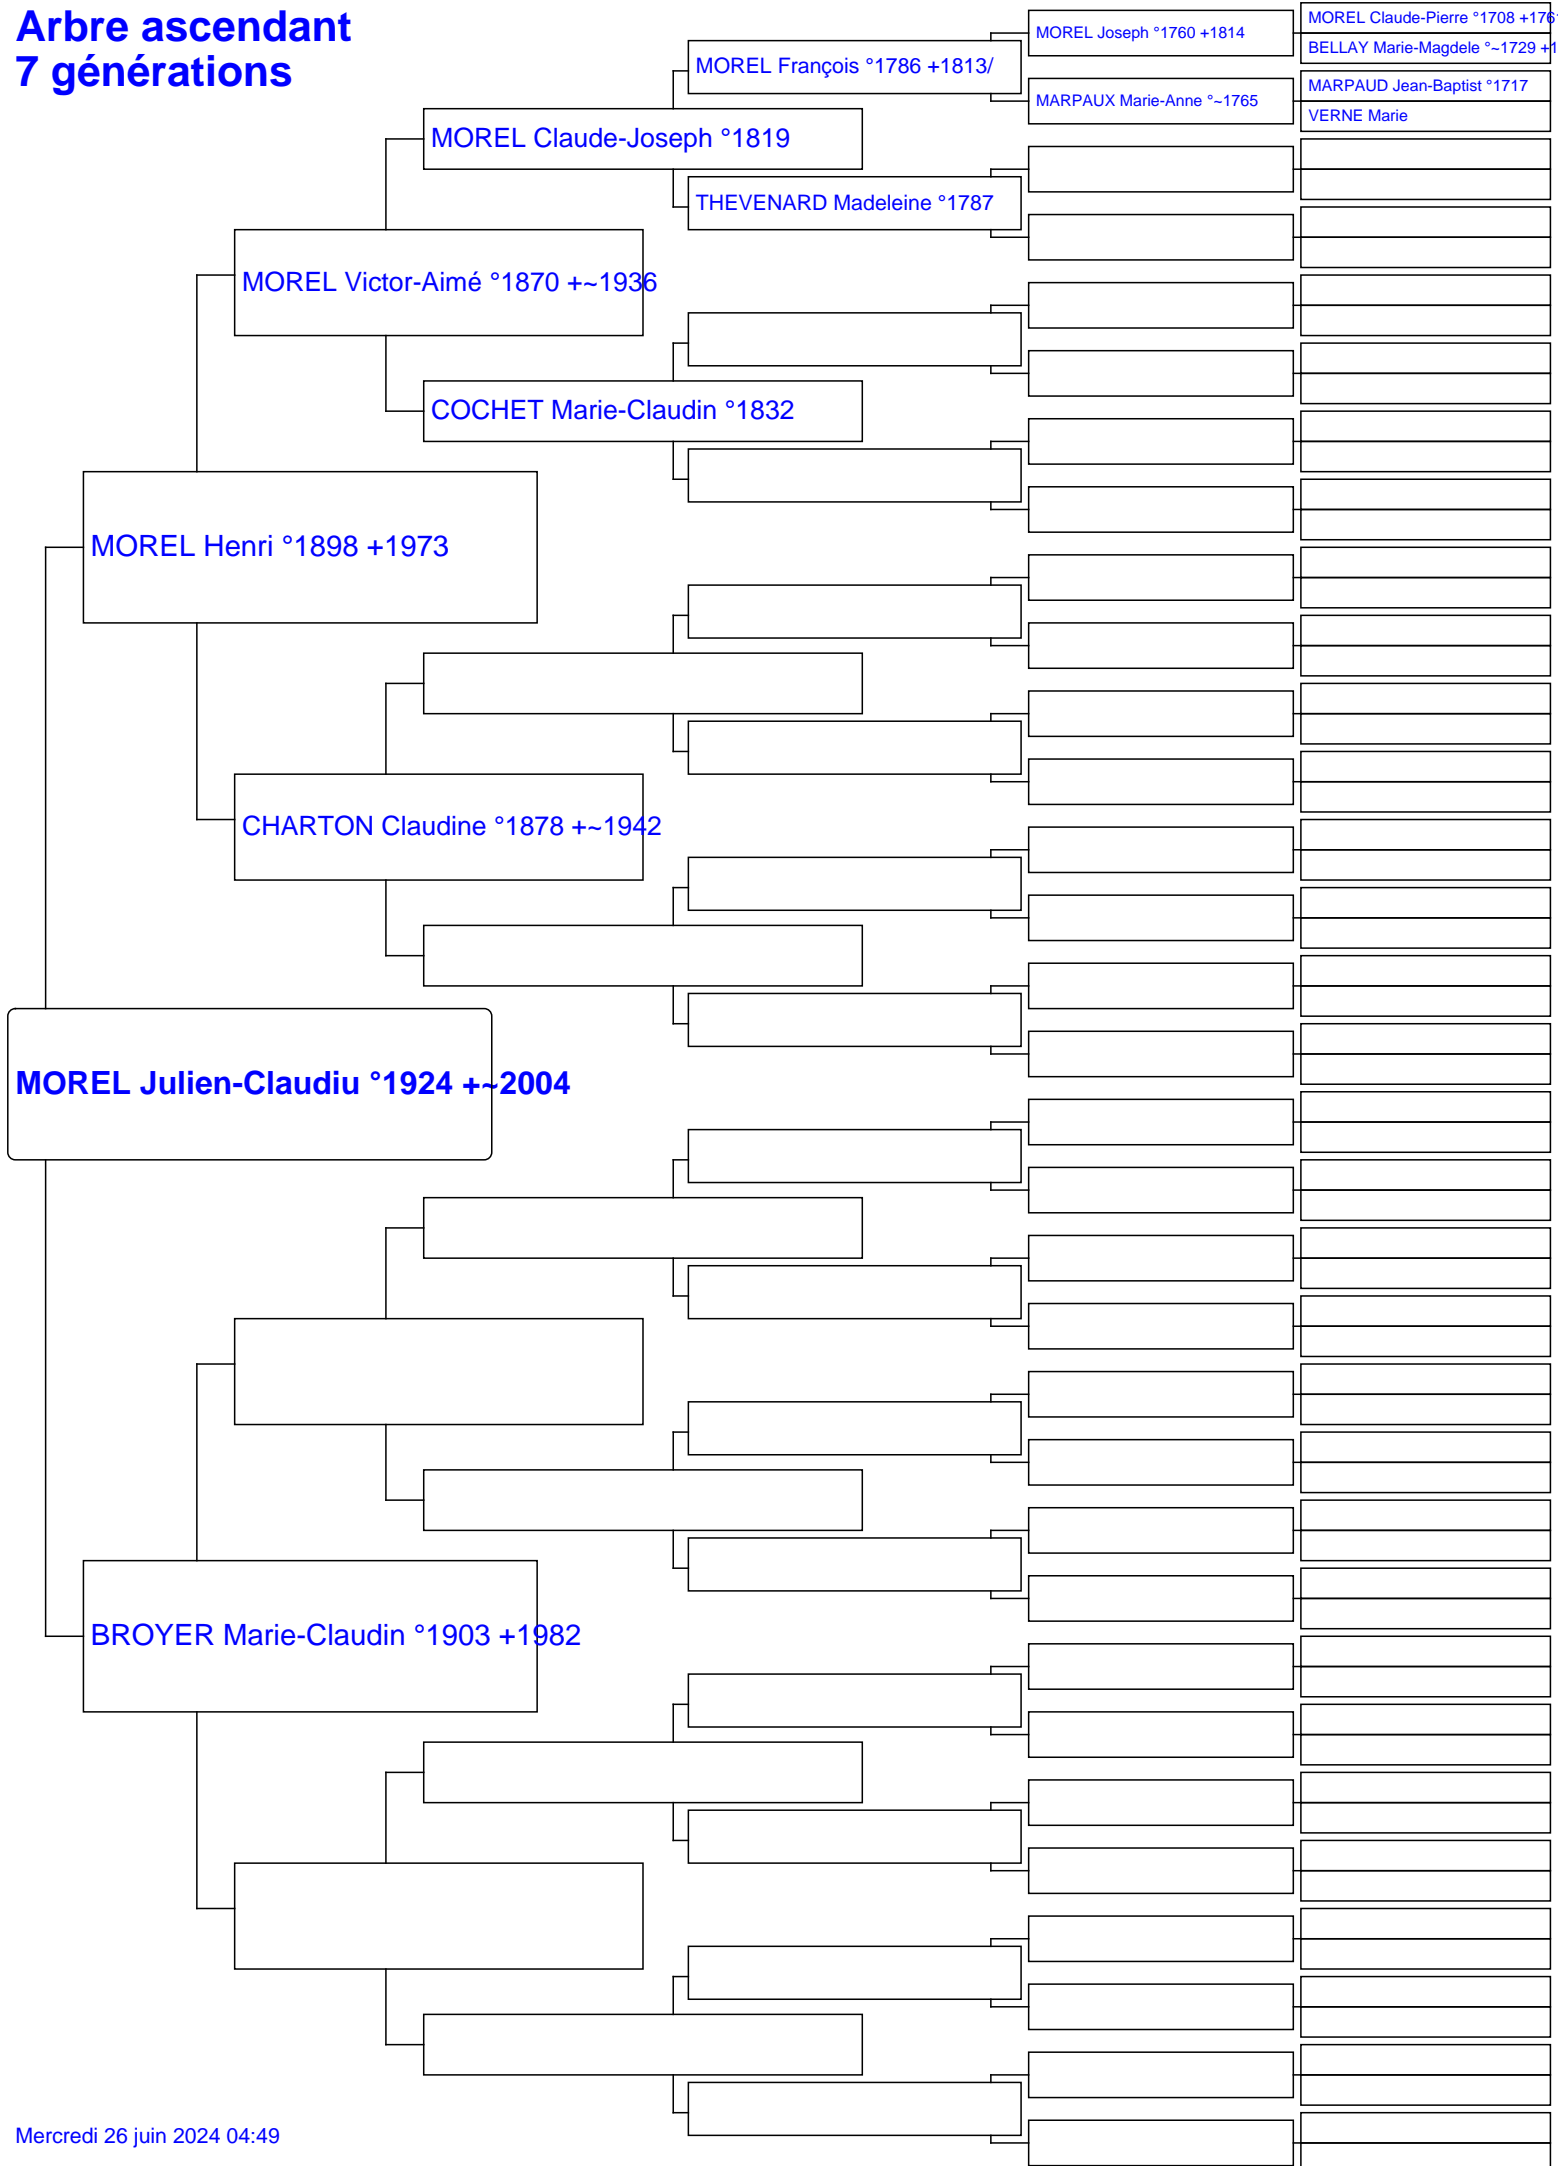 Arbre ascendant
7 générations
MOREL Joseph °1760 +1814
MOREL Claude-Pierre °1708 +176
BELLAY Marie-Magdele °~1729 +1
MOREL François °1786 +1813/
MARPAUX Marie-Anne °~1765
MARPAUD Jean-Baptist °1717
VERNE Marie
MOREL Claude-Joseph °1819
THEVENARD Madeleine °1787
MOREL Victor-Aimé °1870 +~1936
COCHET Marie-Claudin °1832
MOREL Henri °1898 +1973
CHARTON Claudine °1878 +~1942
MOREL Julien-Claudiu °1924 +~2004
BROYER Marie-Claudin °1903 +1982
Mercredi 26 juin 2024 04:49